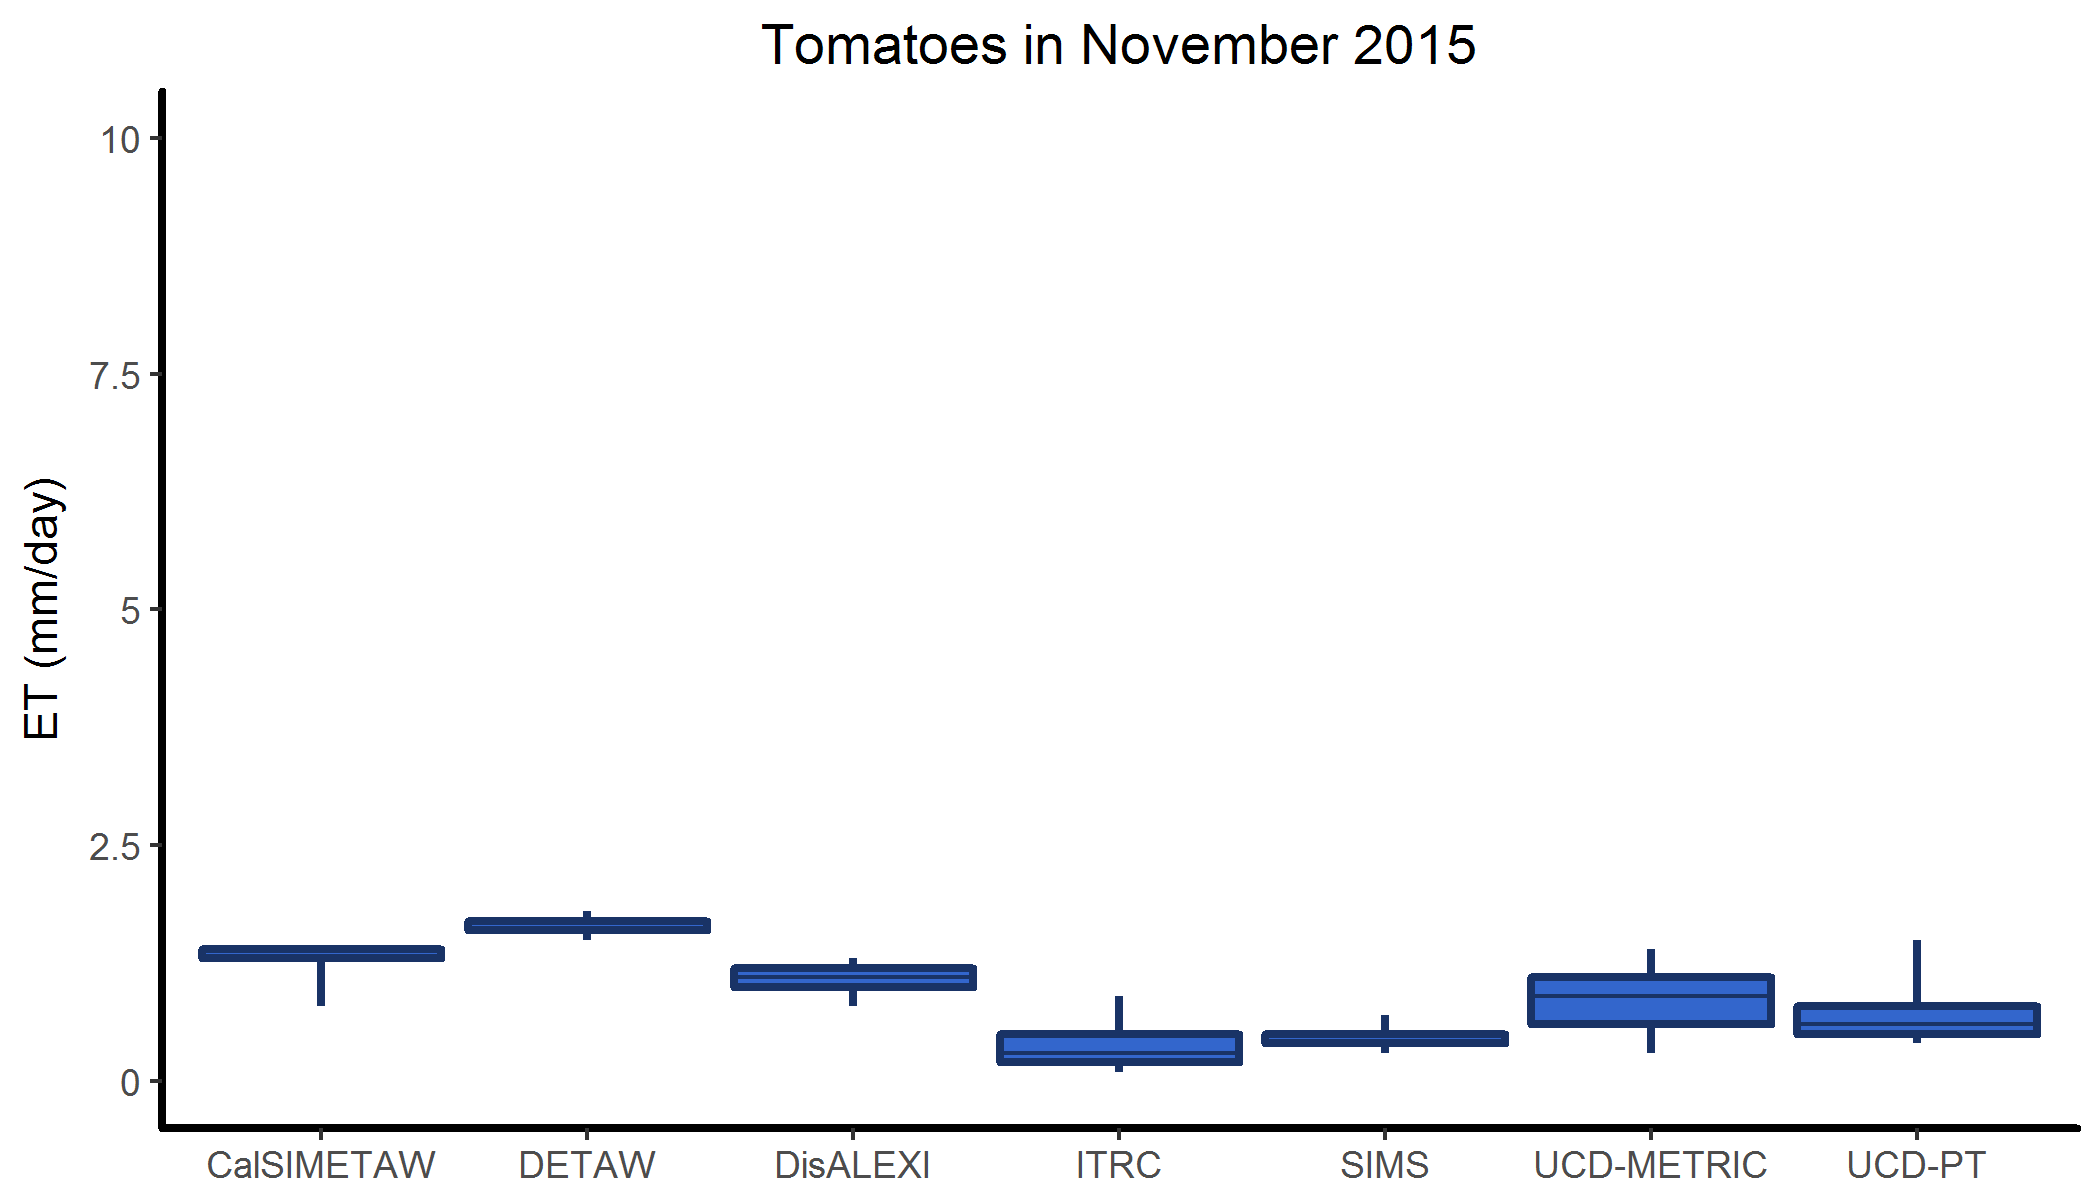 Tomatoes in November 2015
ET (mm/day)
10
7.5
5
2.5
0
CalSIMETAW DETAW DisALEXI ITRC SIMS UCD-METRIC UCD-PT